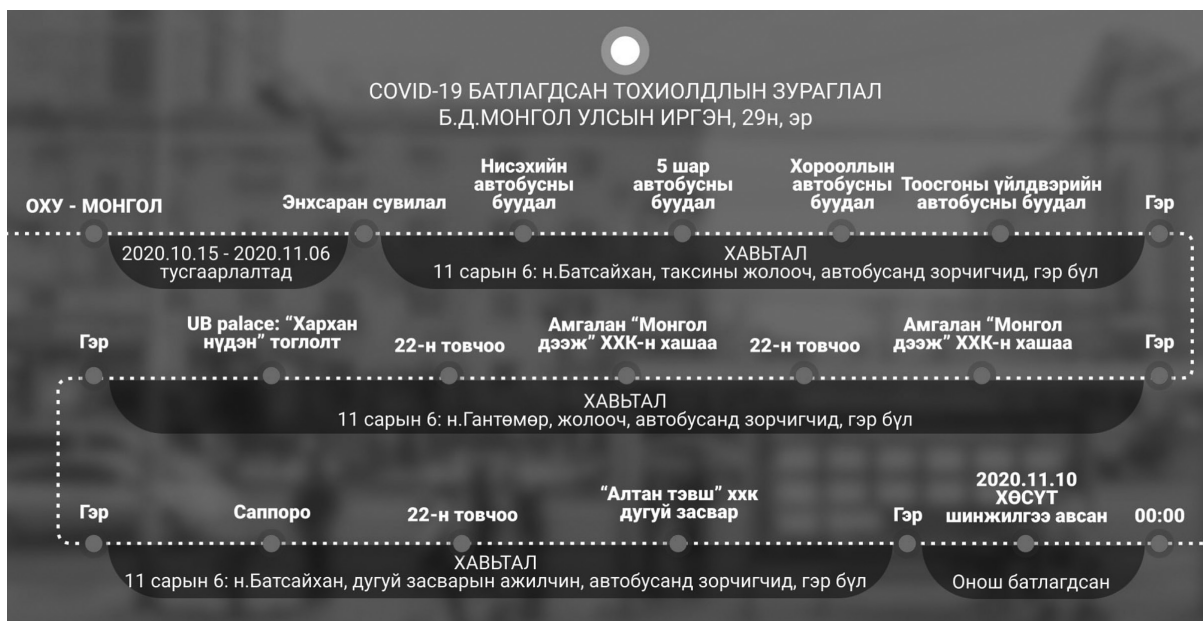 COVID-19 БАТЛАГДСАН ТОХИОЛДЛЫН ЗУРАГЛАЛ
Б.Д.МОНГОЛ УЛСЫН ИРГЭН, 29н, эр
ОХУ - МОНГОЛ
2020.10.15 - 2020.11.06
тусгаарлалтад
Энхсаран сувилал
Нисэхийн
автобусны
буудал
5 шар
автобусны
буудал
Хорооллын
автобусны
буудал
Тоосгоны үйлдвэрийн
автобусны буудал
Гэр
ХАВЬТАЛ
11 сарын 6: н.Батсайхан, таксины жолооч, автобусанд зорчигчид, гэр бүл
Гэр
UB palace: “Хархан
нүдэн” тоглолт
22-н товчоо
Амгалан “Монгол
дээж” ХХК-н хашаа
22-н товчоо
Амгалан “Монгол
дээж” ХХК-н хашаа
Гэр
ХАВЬТАЛ
11 сарын 6: н.Гантөмөр, жолооч, автобусанд зорчигчид, гэр бүл
Гэр
Саппоро
22-н товчоо
“Алтан тэвш” ххк
дугуй засвар
Гэр
2020.11.10
ХӨСҮТ
шинжилгээ авсан
00:00
ХАВЬТАЛ
11 сарын 6: н.Батсайхан, дугуй засварын ажилчин, автобусанд зорчигчид, гэр бүл
Онош батлагдсан